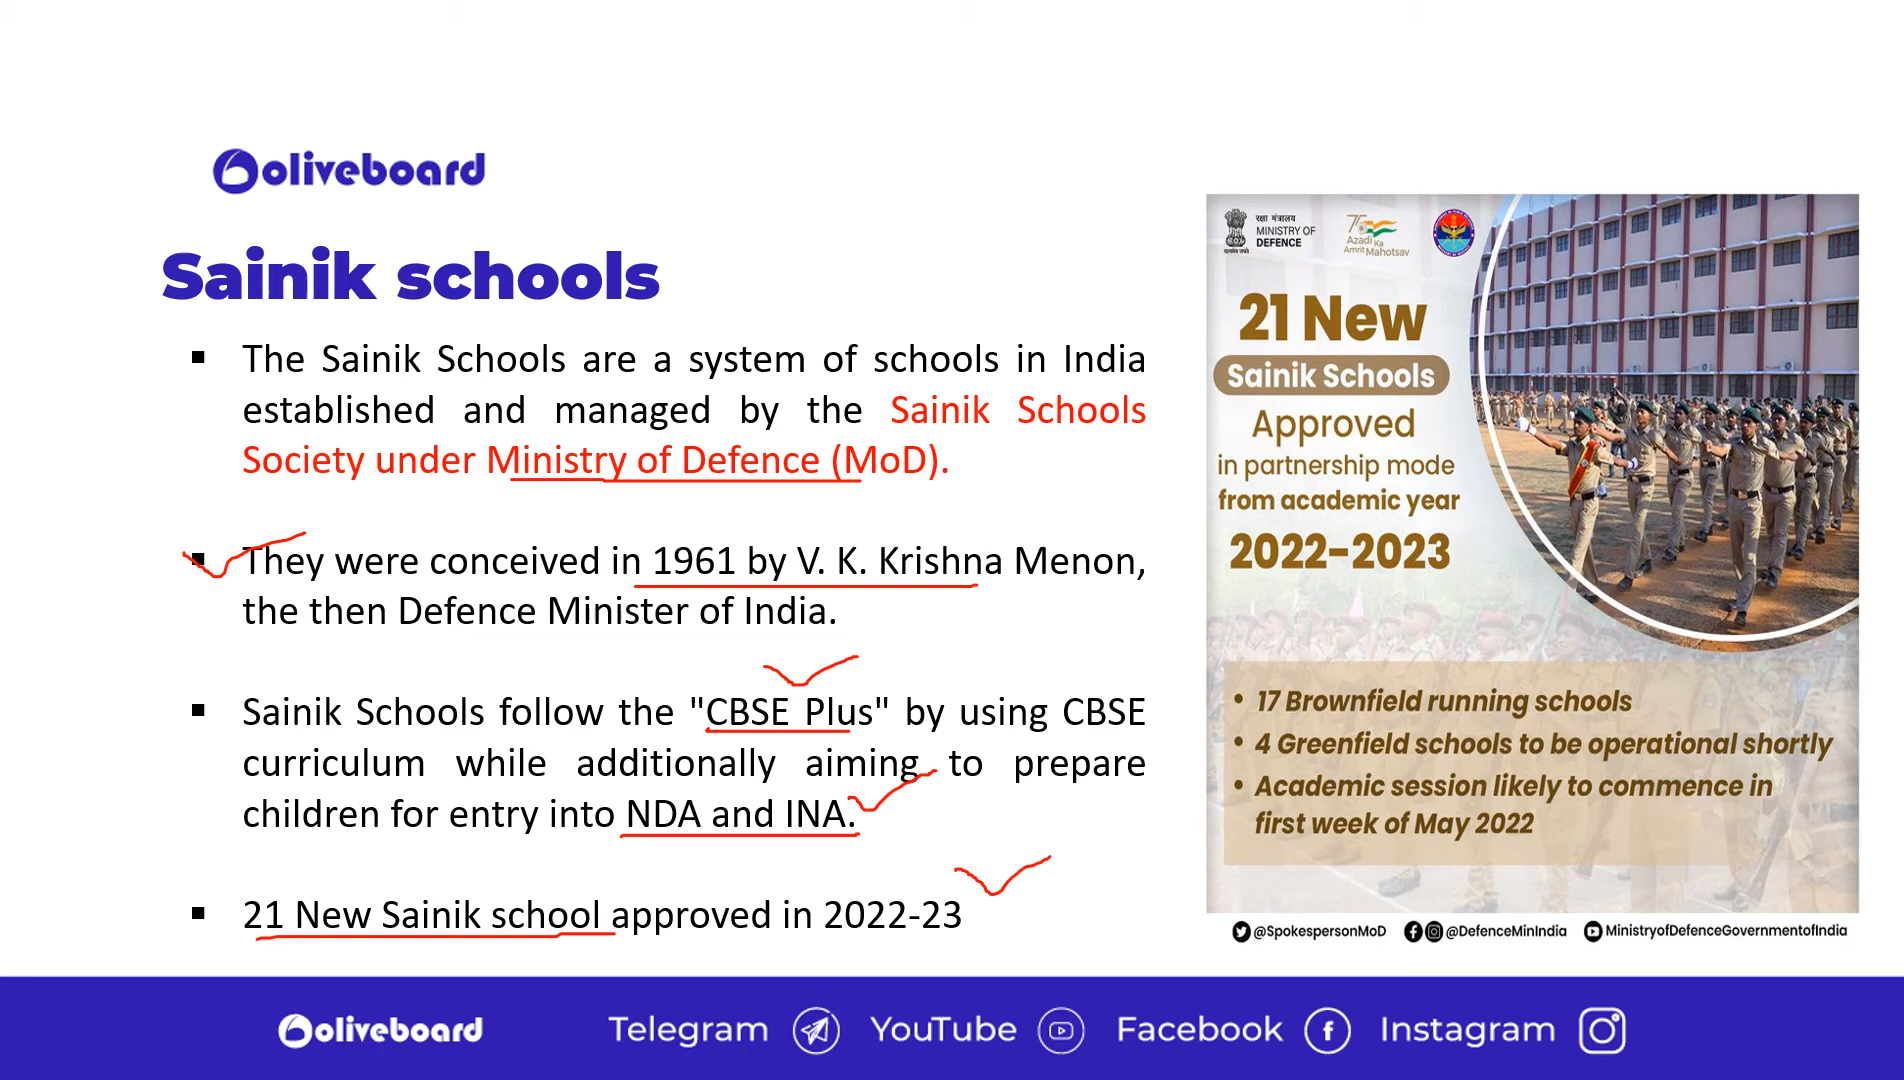 oliveboard
Sainik schools
▪ The Sainik Schools are a system of schools in India
established and managed by the Sainik Schools
Society under Ministry of Defence (MoD).
▪ They were conceived in 1961 by V. K. Krishna Menon,
the then Defence Minister of India.
▪ Sainik Schools follow the "CBSE Plus" by using CBSE
curriculum while additionally aiming to prepare
children for entry into NDA and INA.
▪ 21 New Sainik school approved in 2022-23
रक्षा मंत्रालय
MINISTRY OF
DEFENCE
सत्यमेव जयते
75
Azadi Ka
Amrit Mahotsav
21 New
Sainik Schools
Approved
in partnership mode
from academic year
2022-2023
• 17 Brownfield running schools
• 4 Greenfield schools to be operational shortly
• Academic session likely to commence in
first week of May 2022
@SpokespersonMoD @DefenceMinIndia MinistryofDefenceGovernmentofIndia
oliveboard Telegram YouTube Facebook Instagram